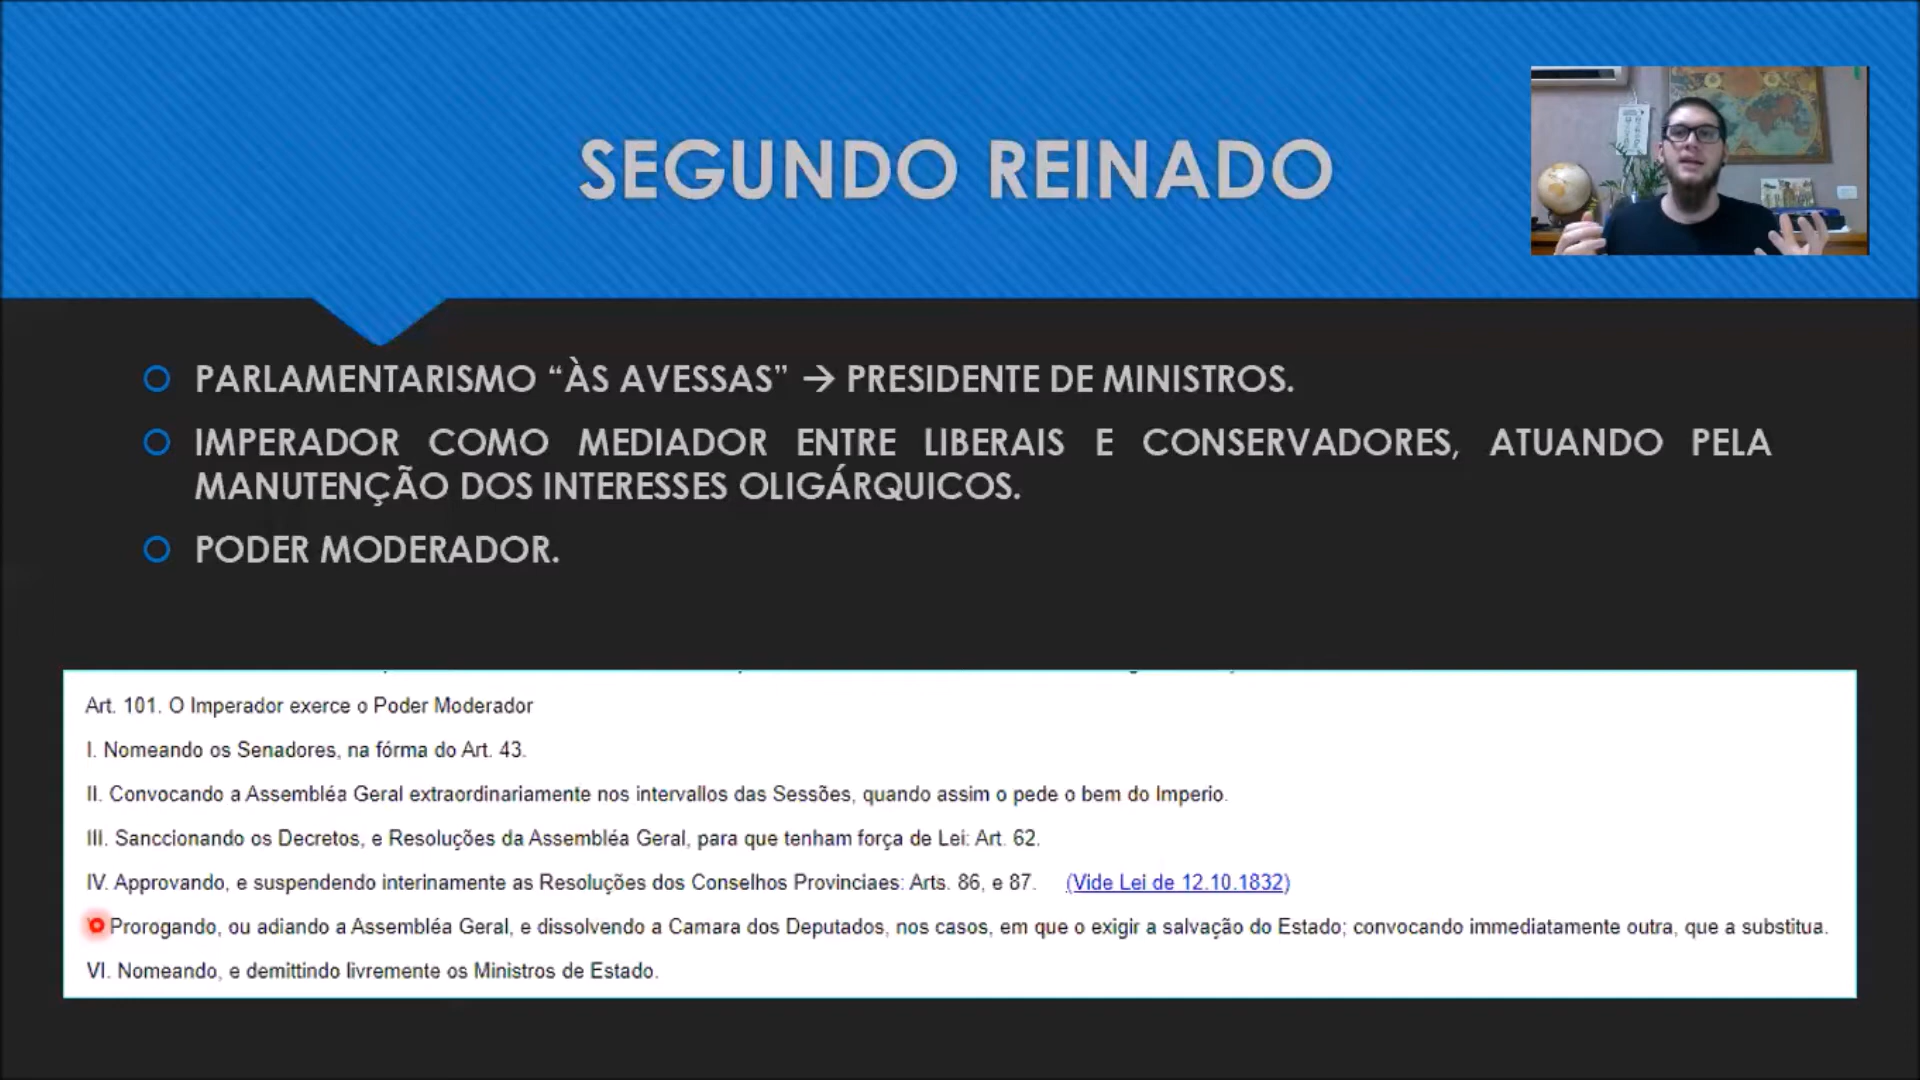 SEGUNDO REINADO
PARLAMENTARISMO “ÀS AVESSAS” → PRESIDENTE DE MINISTROS.
IMPERADOR COMO MEDIADOR ENTRE LIBERAIS E CONSERVADORES, ATUANDO PELA
MANUTENÇÃO DOS INTERESSES OLIGÁRQUICOS.
PODER MODERADOR.
Art. 101. O Imperador exerce o Poder Moderador
I. Nomeando os Senadores, na fórma do Art. 43.
II. Convocando a Assembléa Geral extraordinariamente nos intervallos das Sessões, quando assim o pede o bem do Imperio.
III. Sanccionando os Decretos, e Resoluções da Assembléa Geral, para que tenham força de Lei: Art. 62.
IV. Approvando, e suspendendo interinamente as Resoluções dos Conselhos Provinciaes: Arts. 86, e 87. (Vide Lei de 12.10.1832)
Prorogando, ou adiando a Assembléa Geral, e dissolvendo a Camara dos Deputados, nos casos, em que o exigir a salvação do Estado; convocando immediatamente outra, que a substitua.
VI. Nomeando, e demittindo livremente os Ministros de Estado.